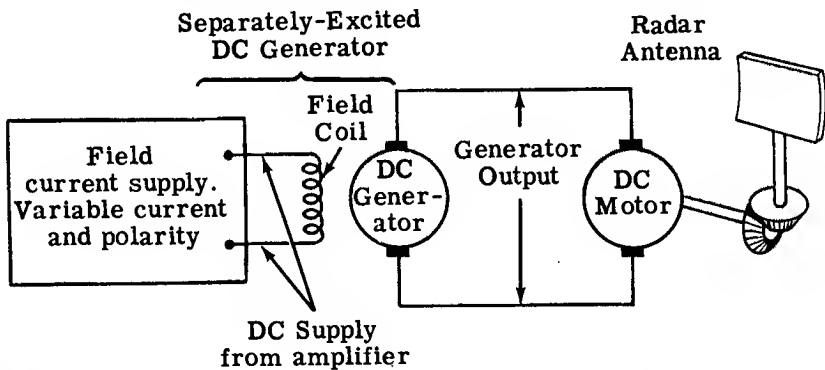 Separately-Excited
DC Generator
Radar
Antenna
Field
Coil
Field
current supply.
Variable current
and polarity
DC
Gener-
ator
Generator
Output
DC
Motor
DC Supply
from amplifier